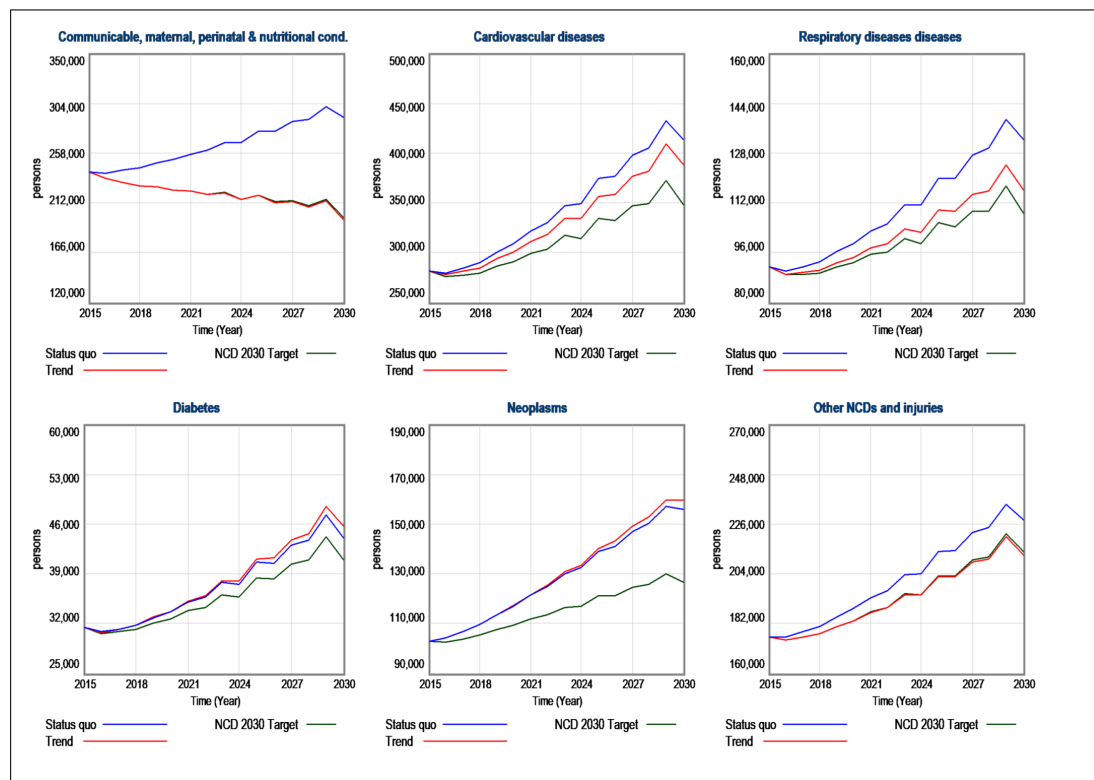 Communicable, maternal, perinatal & nutritional cond.
350,000
304,000
258,000
212,000
166,000
120,000
persons
2015 2018 2021 2024 2027 2030
Time (Year)
Status quo
NCD 2030 Target
Trend
Cardiovascular diseases
500,000
450,000
400,000
350,000
300,000
250,000
persons
2015 2018 2021 2024 2027 2030
Time (Year)
Status quo
NCD 2030 Target
Trend
Respiratory diseases diseases
160,000
144,000
128,000
112,000
96,000
80,000
persons
2015 2018 2021 2024 2027 2030
Time (Year)
Status quo
NCD 2030 Target
Trend
Diabetes
60,000
53,000
46,000
39,000
32,000
25,000
persons
2015 2018 2021 2024 2027 2030
Time (Year)
Status quo
NCD 2030 Target
Trend
Neoplasms
190,000
170,000
150,000
130,000
110,000
90,000
persons
2015 2018 2021 2024 2027 2030
Time (Year)
Status quo
NCD 2030 Target
Trend
Other NCDs and injuries
270,000
248,000
226,000
204,000
182,000
160,000
persons
2015 2018 2021 2024 2027 2030
Time (Year)
Status quo
NCD 2030 Target
Trend